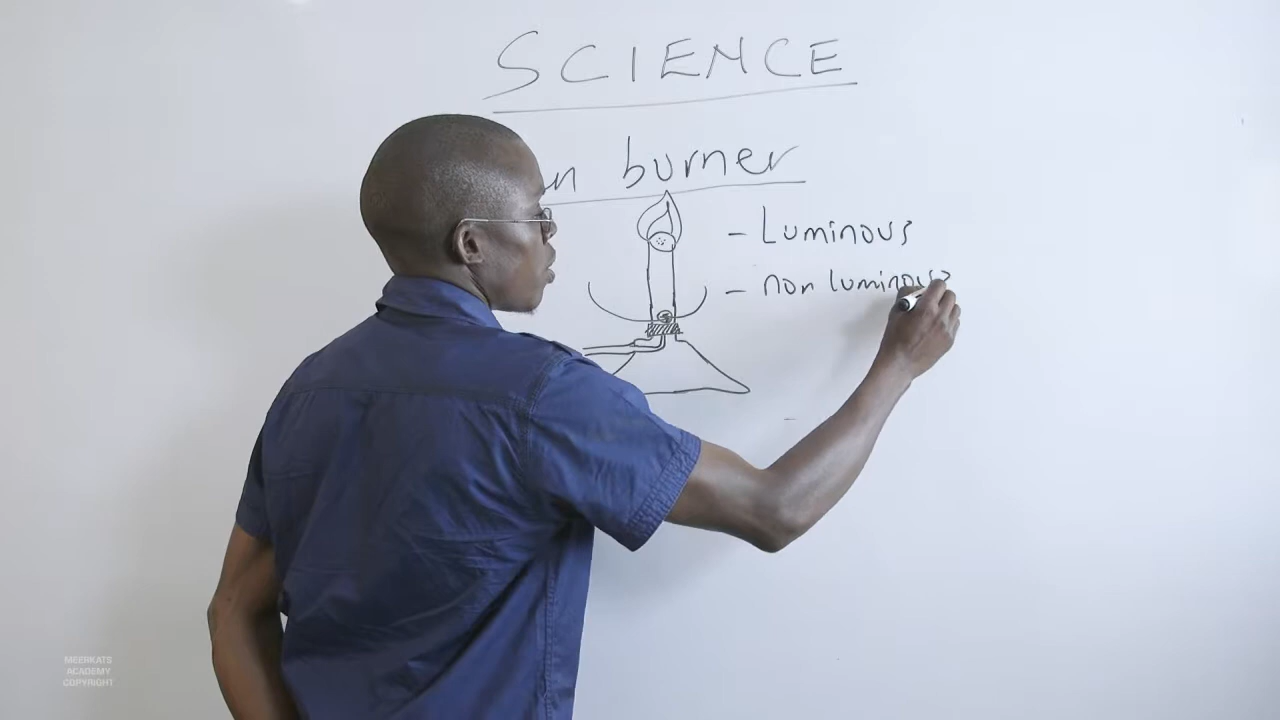 SCIENCE
burner
- Luminous
- non luminous
MEERKATS
ACADEMY
COPYRIGHT